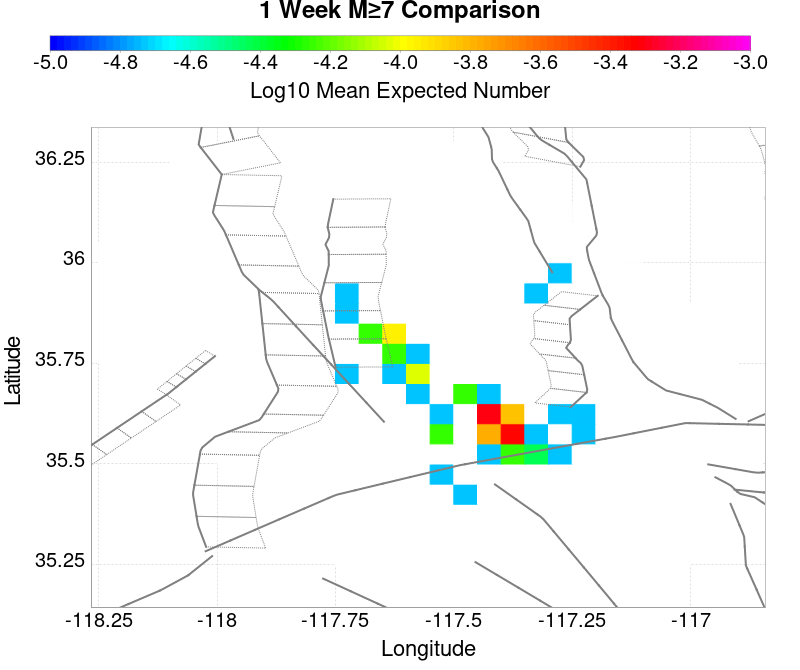 1 Week M≥7 Comparison
-5.0 -4.8 -4.6 -4.4 -4.2 -4.0 -3.8 -3.6 -3.4 -3.2 -3.0
Log10 Mean Expected Number
36.25
36
35.75
35.5
35.25
Latitude
-118.25 -118 -117.75 -117.5 -117.25 -117
Longitude